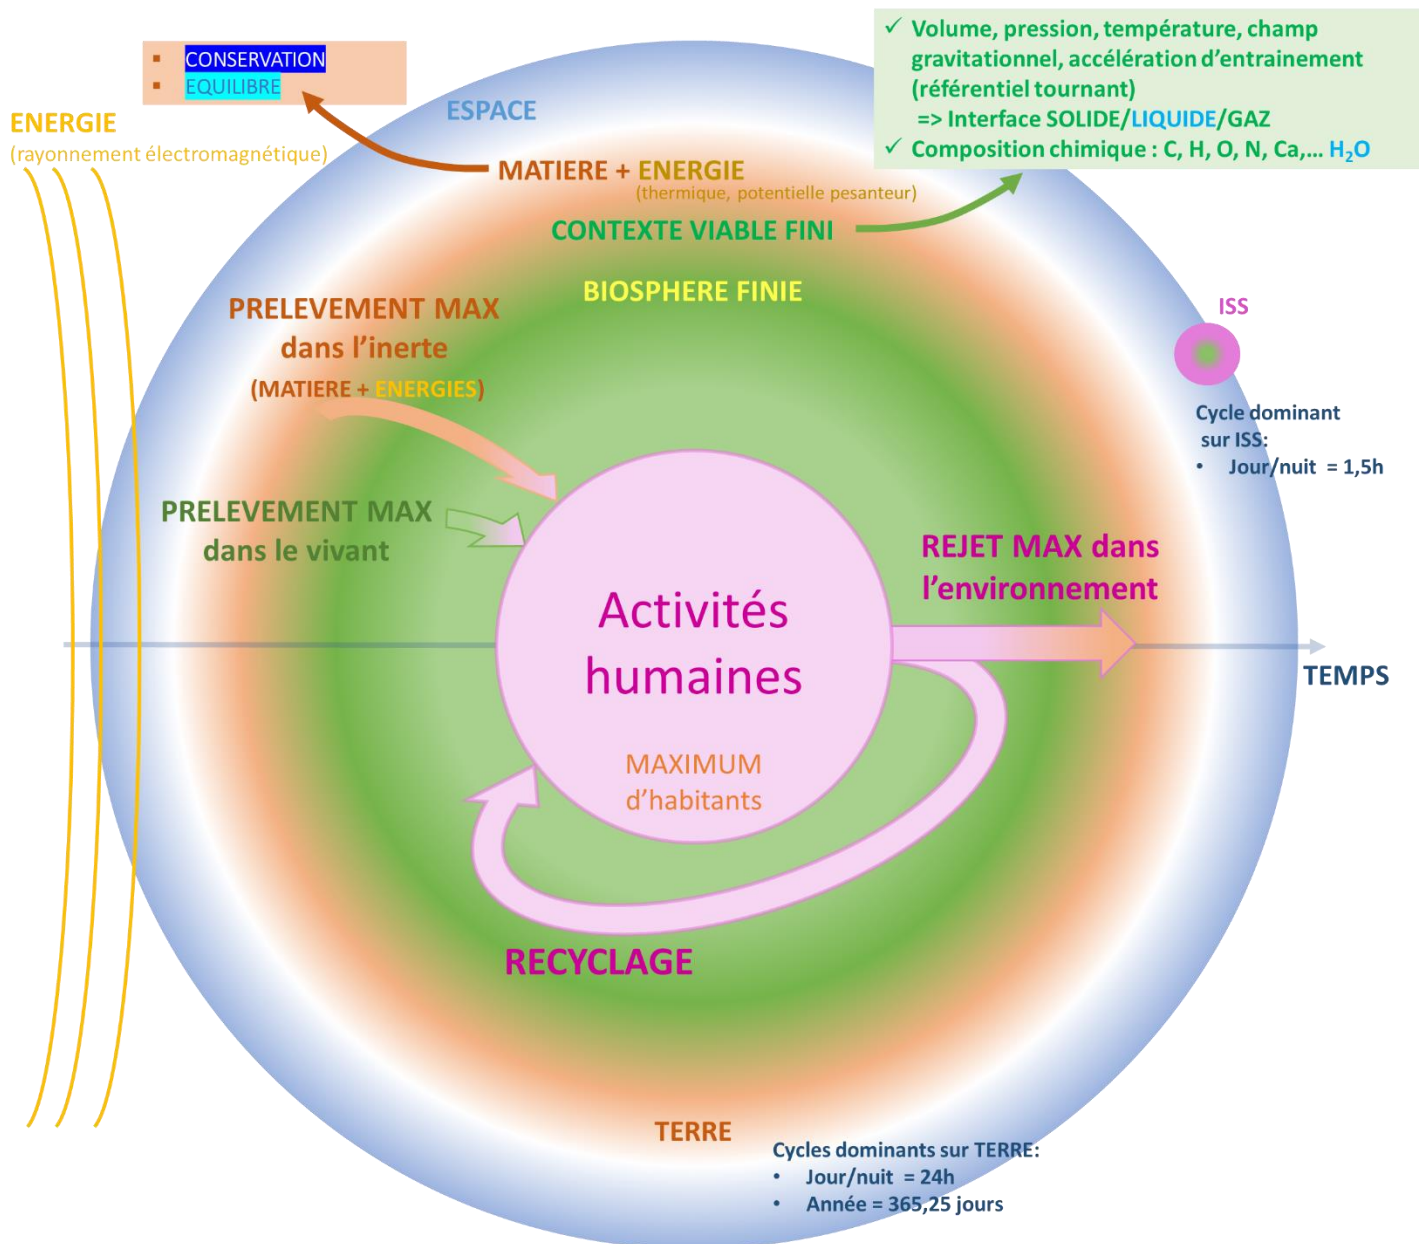 ▪ CONSERVATION
▪ EQUILIBRE
ENERGIE
(rayonnement électromagnétique)
ESPACE
✓ Volume, pression, température, champ
gravitationnel, accélération d’entrainement
(référentiel tournant)
=> Interface SOLIDE/LIQUIDE/GAZ
✓ Composition chimique : C, H, O, N, Ca,… H₂O
MATIERE + ENERGIE
(thermique, potentielle pesanteur)
CONTEXTE VIABLE FINI
BIOSPHERE FINIE
PRELEVEMENT MAX
dans l’inerte
(MATIERE + ENERGIES)
ISS
Cycle dominant
sur ISS:
• Jour/nuit = 1,5h
PRELEVEMENT MAX
dans le vivant
REJET MAX dans
l’environnement
Activités
humaines
MAXIMUM
d’habitants
TEMPS
RECYCLAGE
TERRE
Cycles dominants sur TERRE:
• Jour/nuit = 24h
• Année = 365,25 jours